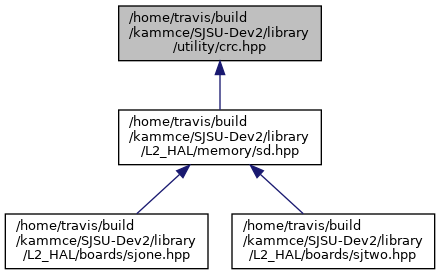 /home/travis/build
/kammce/SJSU-Dev2/library
/utility/crc.hpp
/home/travis/build
/kammce/SJSU-Dev2/library
/L2_HAL/memory/sd.hpp
/home/travis/build
/kammce/SJSU-Dev2/library
/L2_HAL/boards/sjone.hpp
/home/travis/build
/kammce/SJSU-Dev2/library
/L2_HAL/boards/sjtwo.hpp